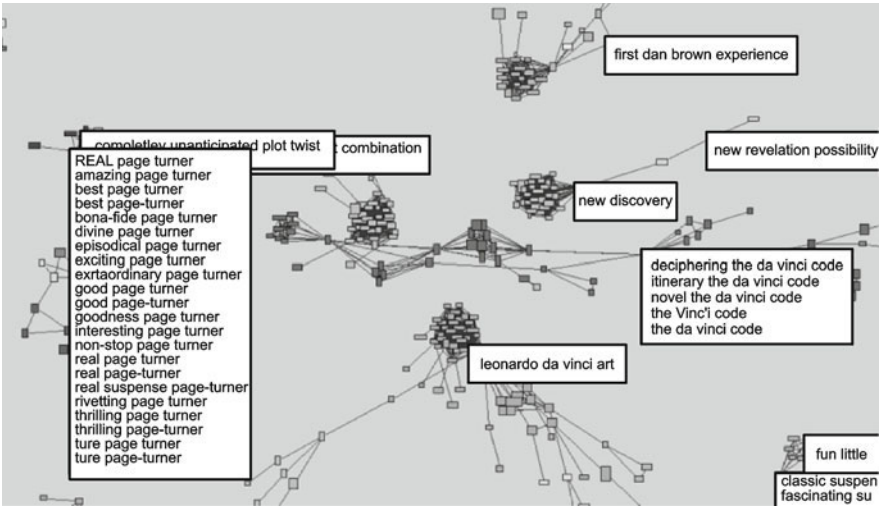 first dan brown experience
comoletley unanticipated plot twist
combination
new revelation possibility
REAL page turner
amazing page turner
best page turner
best page-turner
bona-fide page turner
divine page turner
episodical page turner
exciting page turner
exrtaordinary page turner
good page turner
good page-turner
goodness page turner
interesting page turner
non-stop page turner
real page turner
real page-turner
real suspense page-turner
rivetting page turner
thrilling page turner
thrilling page-turner
ture page turner
ture page-turner
new discovery
deciphering the da vinci code
itinerary the da vinci code
novel the da vinci code
the Vinc'i code
the da vinci code
leonardo da vinci art
fun little
classic suspen
fascinating su